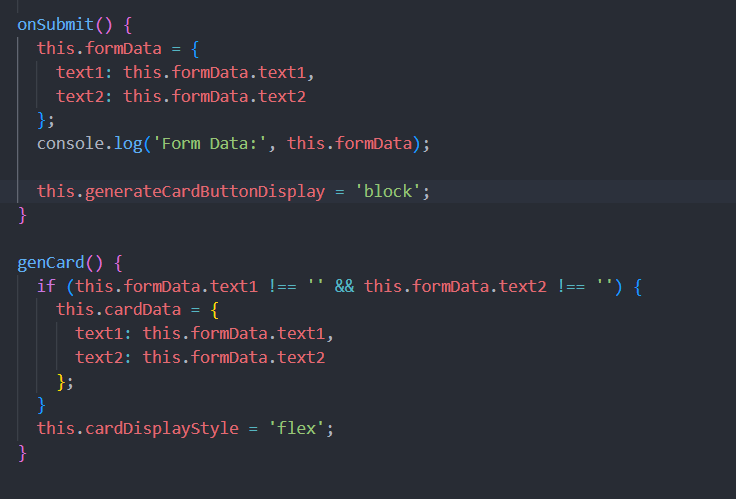 onSubmit() {
this.formData = {
text1: this.formData.text1,
text2: this.formData.text2
};
console.log('Form Data:', this.formData);
this.generateCardButtonDisplay = 'block';
}
genCard() {
if (this.formData.text1 !== '' && this.formData.text2 !== '') {
this.cardData = {
text1: this.formData.text1,
text2: this.formData.text2
};
}
this.cardDisplayStyle = 'flex';
}